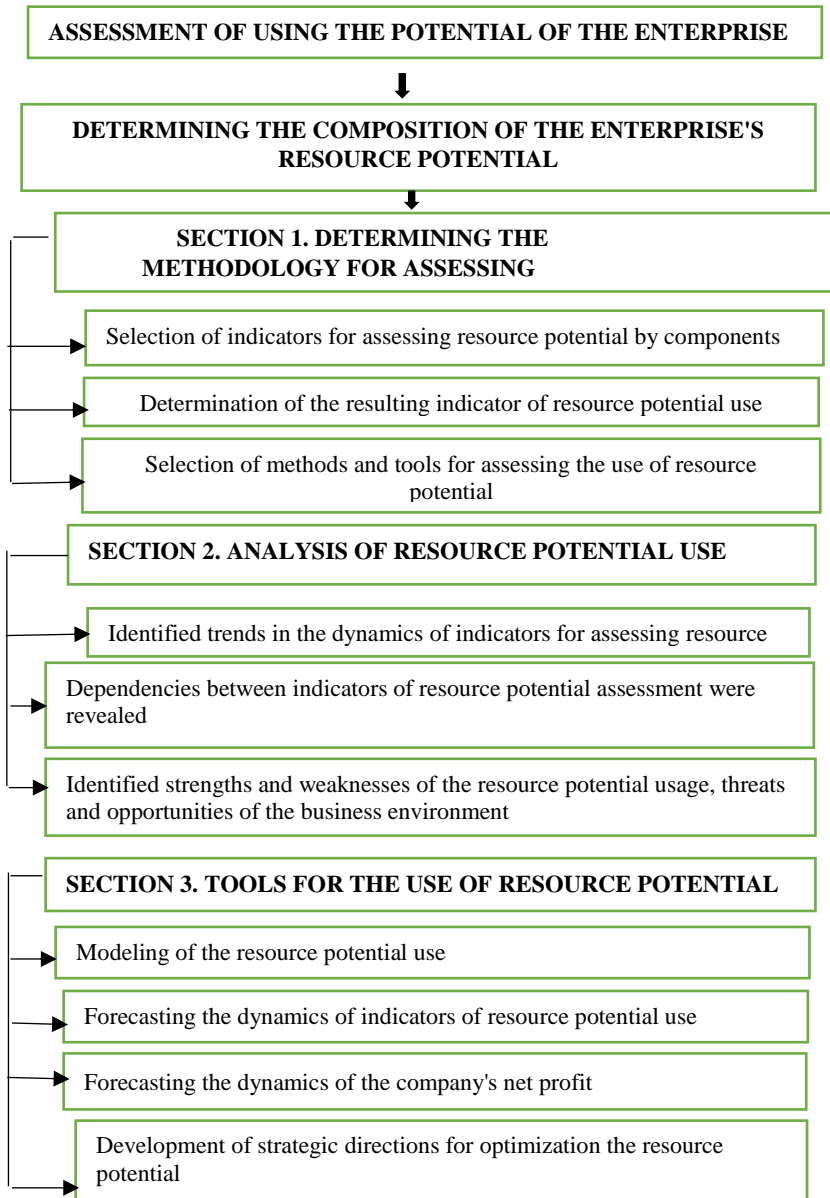 ASSESSMENT OF USING THE POTENTIAL OF THE ENTERPRISE
DETERMINING THE COMPOSITION OF THE ENTERPRISE'S
RESOURCE POTENTIAL
SECTION 1. DETERMINING THE
METHODOLOGY FOR ASSESSING
Selection of indicators for assessing resource potential by components
Determination of the resulting indicator of resource potential use
Selection of methods and tools for assessing the use of resource
potential
SECTION 2. ANALYSIS OF RESOURCE POTENTIAL USE
Identified trends in the dynamics of indicators for assessing resource
Dependencies between indicators of resource potential assessment were
revealed
Identified strengths and weaknesses of the resource potential usage, threats
and opportunities of the business environment
SECTION 3. TOOLS FOR THE USE OF RESOURCE POTENTIAL
Modeling of the resource potential use
Forecasting the dynamics of indicators of resource potential use
Forecasting the dynamics of the company's net profit
Development of strategic directions for optimization the resource
potential